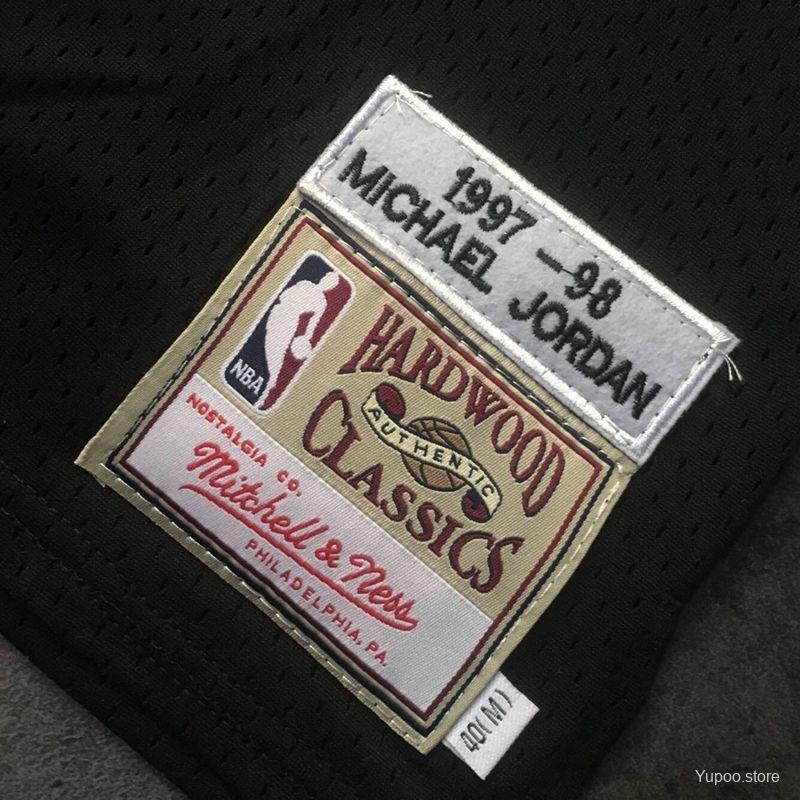 1997-98
MICHAEL JORDAN
NBA
HARDWOOD
AUTHENTIC
CLASSICS
NOSTALGIA CO.
Mitchell & Ness
PHILADELPHIA, PA.
40(M)
Yupoo.store